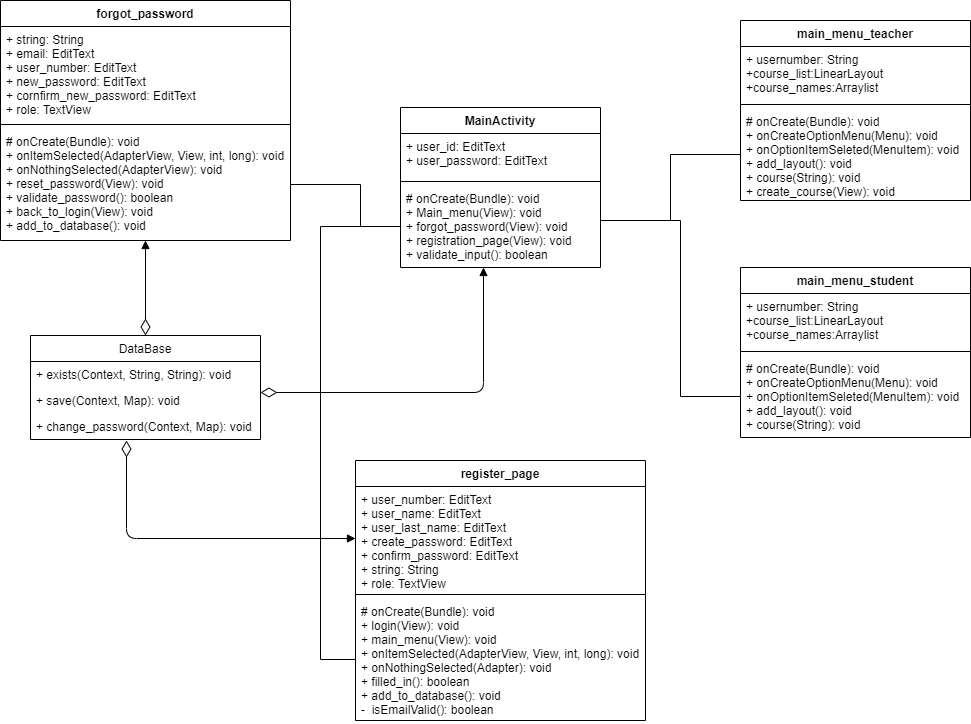 forgot_password
+ string: String
+ email: EditText
+ user_number: EditText
+ new_password: EditText
+ cornfirm_new_password: EditText
+ role: TextView
# onCreate(Bundle): void
+ onItemSelected(AdapterView, View, int, long): void
+ onNothingSelected(AdapterView): void
+ reset_password(View): void
+ validate_password(): boolean
+ back_to_login(View): void
+ add_to_database(): void
MainActivity
+ user_id: EditText
+ user_password: EditText
# onCreate(Bundle): void
+ Main_menu(View): void
+ forgot_password(View): void
+ registration_page(View): void
+ validate_input(): boolean
main_menu_teacher
+ usernumber: String
+course_list:LinearLayout
+course_names:Arraylist
# onCreate(Bundle): void
+ onCreateOptionMenu(Menu): void
+ onOptionItemSeleted(MenuItem): void
+ add_layout(): void
+ course(String): void
+ create_course(View): void
main_menu_student
+ usernumber: String
+course_list:LinearLayout
+course_names:Arraylist
# onCreate(Bundle): void
+ onCreateOptionMenu(Menu): void
+ onOptionItemSeleted(MenuItem): void
+ add_layout(): void
+ course(String): void
DataBase
+ exists(Context, String, String): void
+ save(Context, Map): void
+ change_password(Context, Map): void
register_page
+ user_number: EditText
+ user_name: EditText
+ user_last_name: EditText
+ create_password: EditText
+ confirm_password: EditText
+ string: String
+ role: TextView
# onCreate(Bundle): void
+ login(View): void
+ main_menu(View): void
+ onItemSelected(AdapterView, View, int, long): void
+ onNothingSelected(Adapter): void
+ filled_in(): boolean
+ add_to_database(): void
- isEmailValid(): boolean